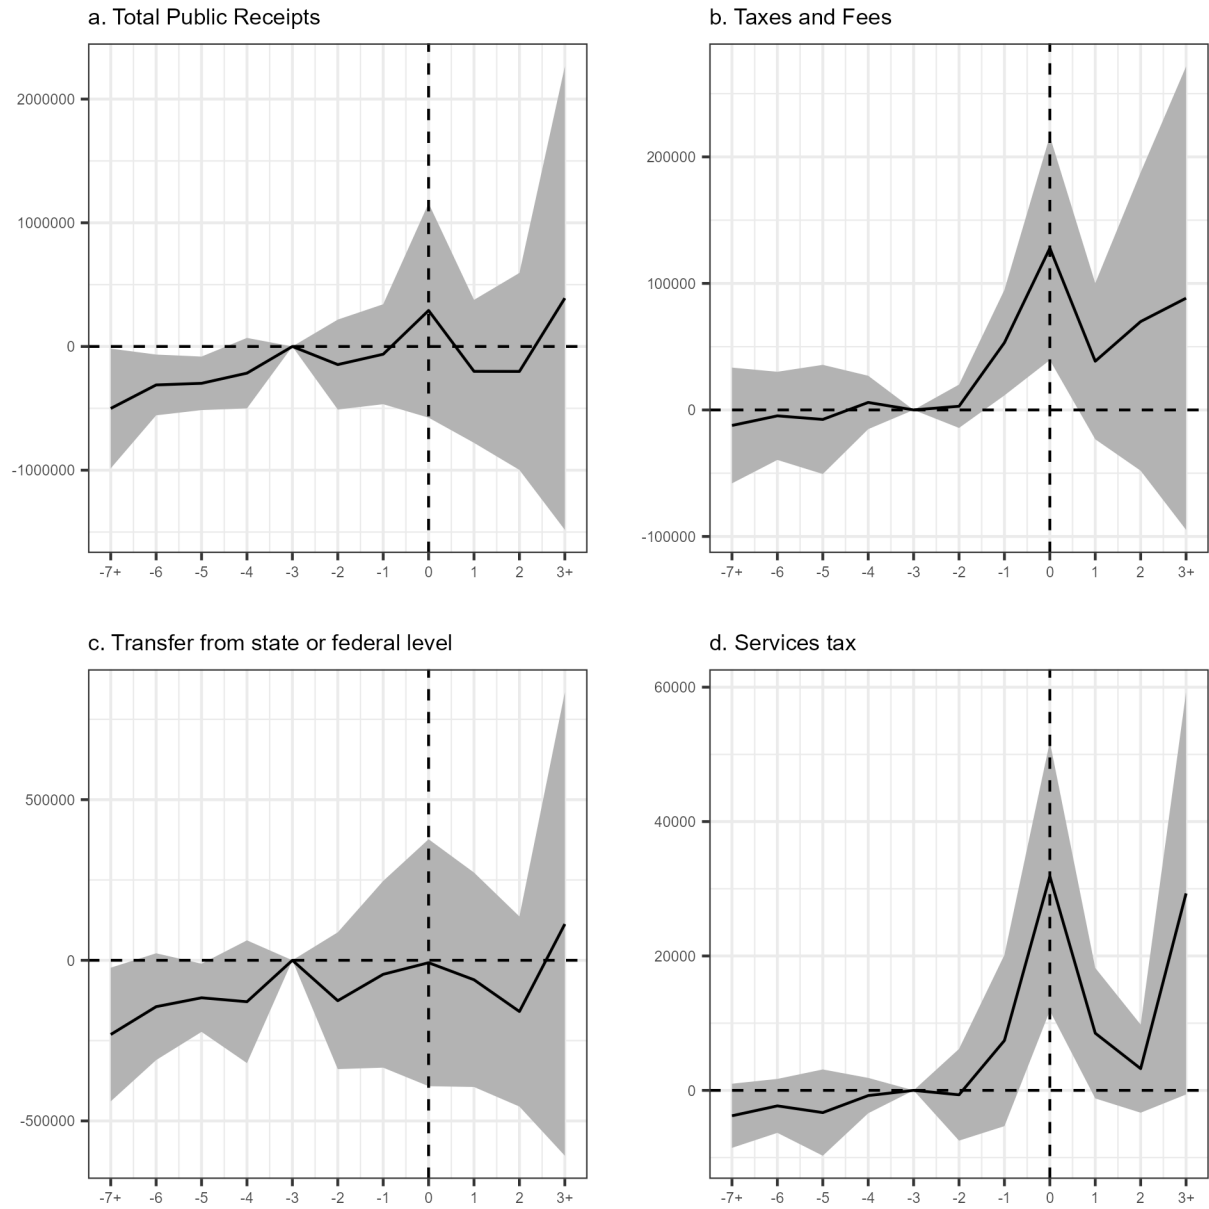 a. Total Public Receipts
2000000
1000000
0
-1000000
-7+ -6 -5 -4 -3 -2 -1 0 1 2 3+
b. Taxes and Fees
200000
100000
0
-100000
-7+ -6 -5 -4 -3 -2 -1 0 1 2 3+
c. Transfer from state or federal level
500000
0
-500000
-7+ -6 -5 -4 -3 -2 -1 0 1 2 3+
d. Services tax
60000
40000
20000
0
-7+ -6 -5 -4 -3 -2 -1 0 1 2 3+